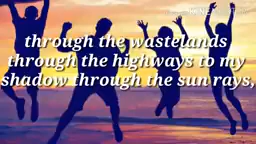 through the wastelands
through the highways to my
shadow through the sun rays,